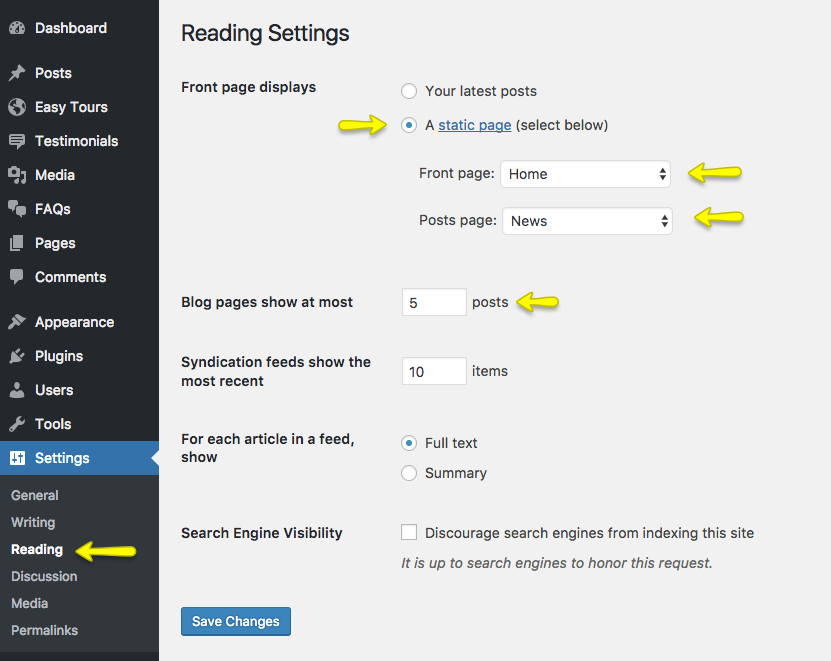 Dashboard
Posts
Easy Tours
Testimonials
Media
FAQs
Pages
Comments
Appearance
Plugins
Users
Tools
Settings
General
Writing
Reading
Discussion
Media
Permalinks
Reading Settings
Front page displays
Your latest posts
A static page (select below)
Front page: Home
Posts page: News
Blog pages show at most 5 posts
Syndication feeds show the
most recent
10 items
For each article in a feed,
show
Full text
Summary
Search Engine Visibility
Discourage search engines from indexing this site
It is up to search engines to honor this request.
Save Changes